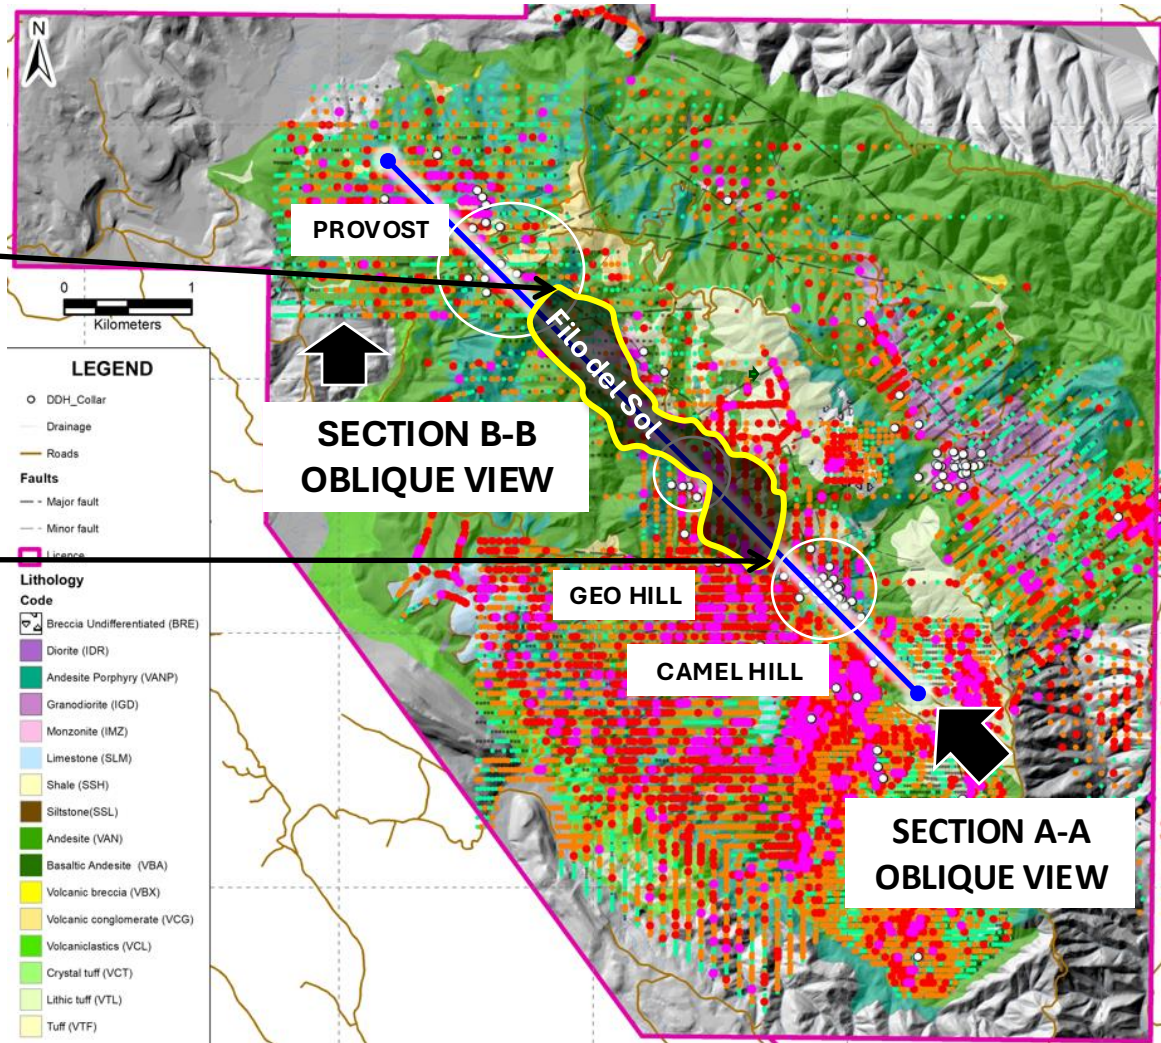 N
PROVOST
0 1
Kilometers
Filo del Sol
SECTION B-B
OBLIQUE VIEW
GEO HILL
CAMEL HILL
SECTION A-A
OBLIQUE VIEW
LEGEND
DDH_Collar
Drainage
Roads
Faults
Major fault
Minor fault
Licence
Lithology
Code
Breccia Undifferentiated (BRE)
Diorite (IDR)
Andesite Porphyry (VANP)
Granodiorite (IGD)
Monzonite (IMZ)
Limestone (SLM)
Shale (SSH)
Siltstone(SSL)
Andesite (VAN)
Basaltic Andesite (VBA)
Volcanic breccia (VBX)
Volcanic conglomerate (VCG)
Volcaniclastics (VCL)
Crystal tuff (VCT)
Lithic tuff (VTL)
Tuff (VTF)